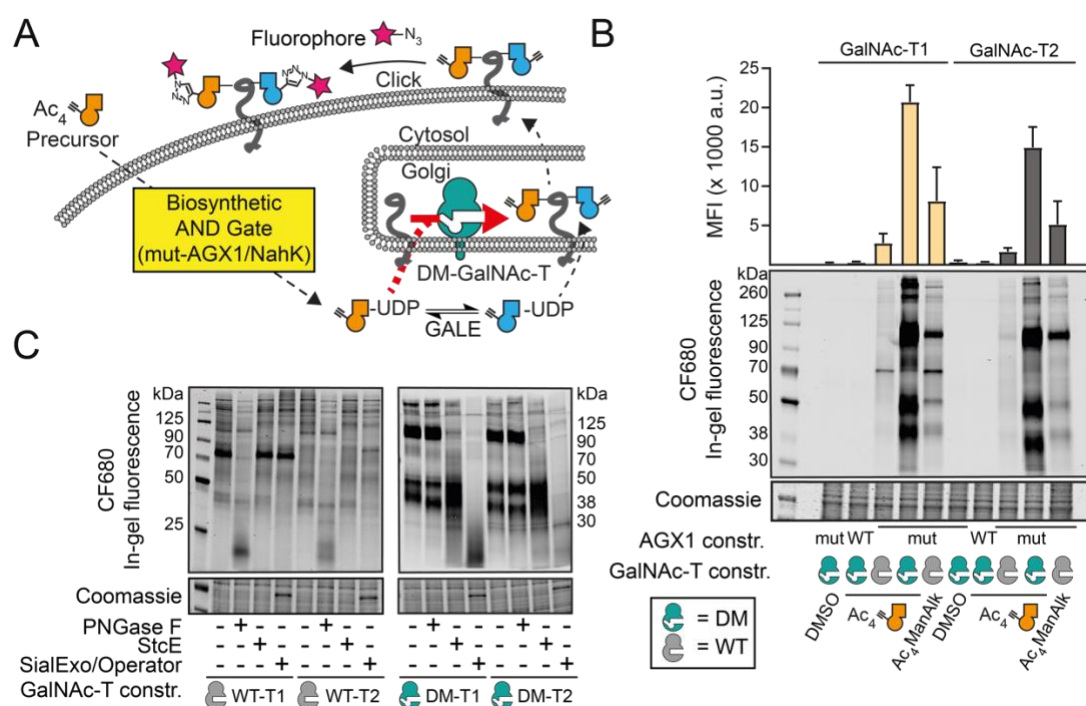 A
Fluorophore
N3
Click
Ac4
Precursor
Cytosol
Golgi
Biosynthetic
AND Gate
(mut-AGX1/NahK)
DM-GalNAc-T
-UDP
GALE
-UDP
B
GalNAc-T1 GalNAc-T2
MFI (x 1000 a.u.)
25
20
15
10
5
0
kDa
260
125
90
70
50
38
30
CF680
In-gel fluorescence
Coomassie
AGX1 constr. mut WT mut WT mut
GalNAc-T constr.
DMSO Ac4 Ac4ManAlk DMSO Ac4 Ac4ManAlk
= DM
= WT
C
kDa
125
90
70
50
25
CF680
In-gel fluorescence
kDa
125
90
70
50
38
30
Coomassie
PNGase F - + - - - + - - - + - - - + - -
StcE - - + - - - + - - - + - - - + -
SialExo/Operator - - - + - - - + - - - + - - - +
GalNAc-T constr. WT-T1 WT-T2 DM-T1 DM-T2